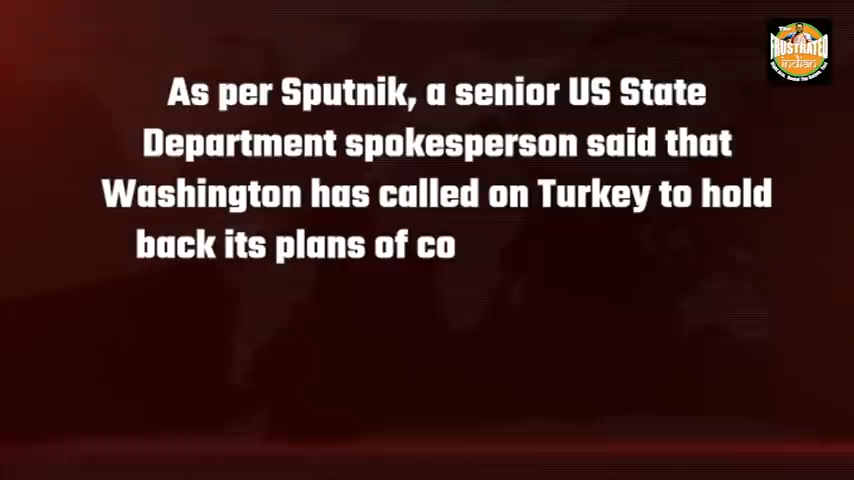 As per Sputnik, a senior US State
Department spokesperson said that
Washington has called on Turkey to hold
back its plans of co
The
FRUSTRATED
indian